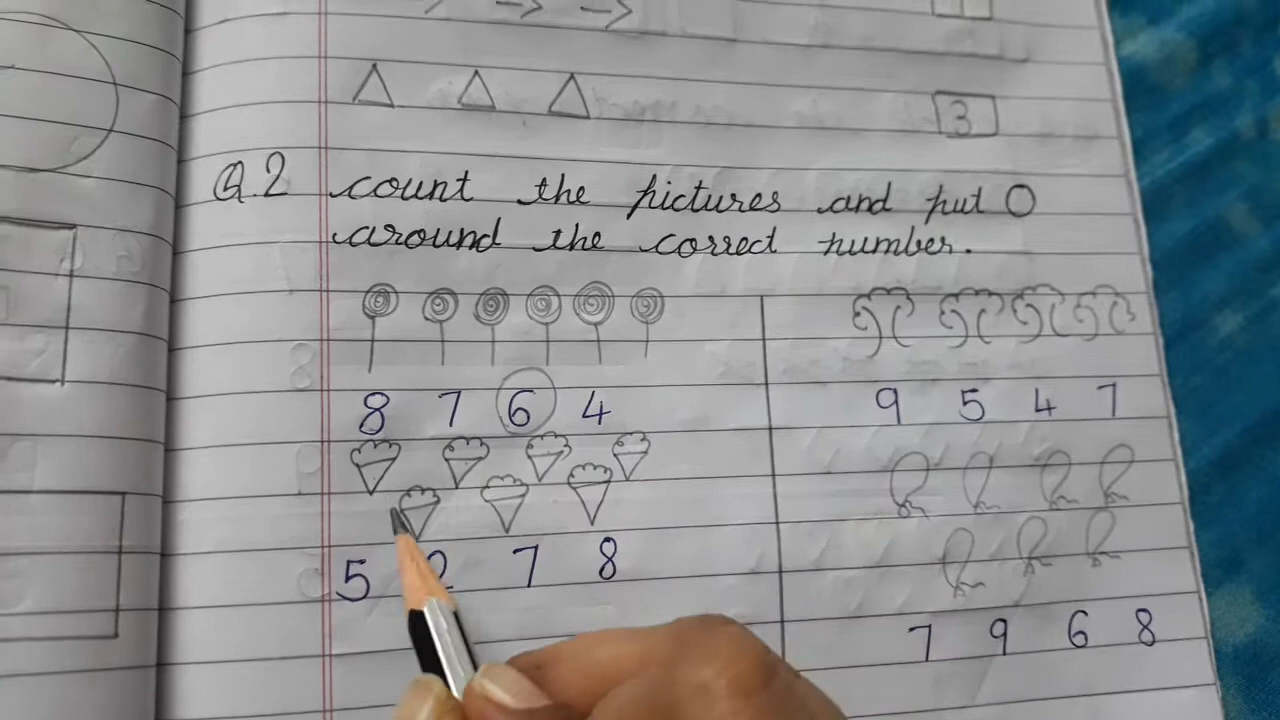 3
Q.2 count the pictures and put O
around the correct number.
8 7 6 4
9 5 4 7
5 2 7 8
7 9 6 8